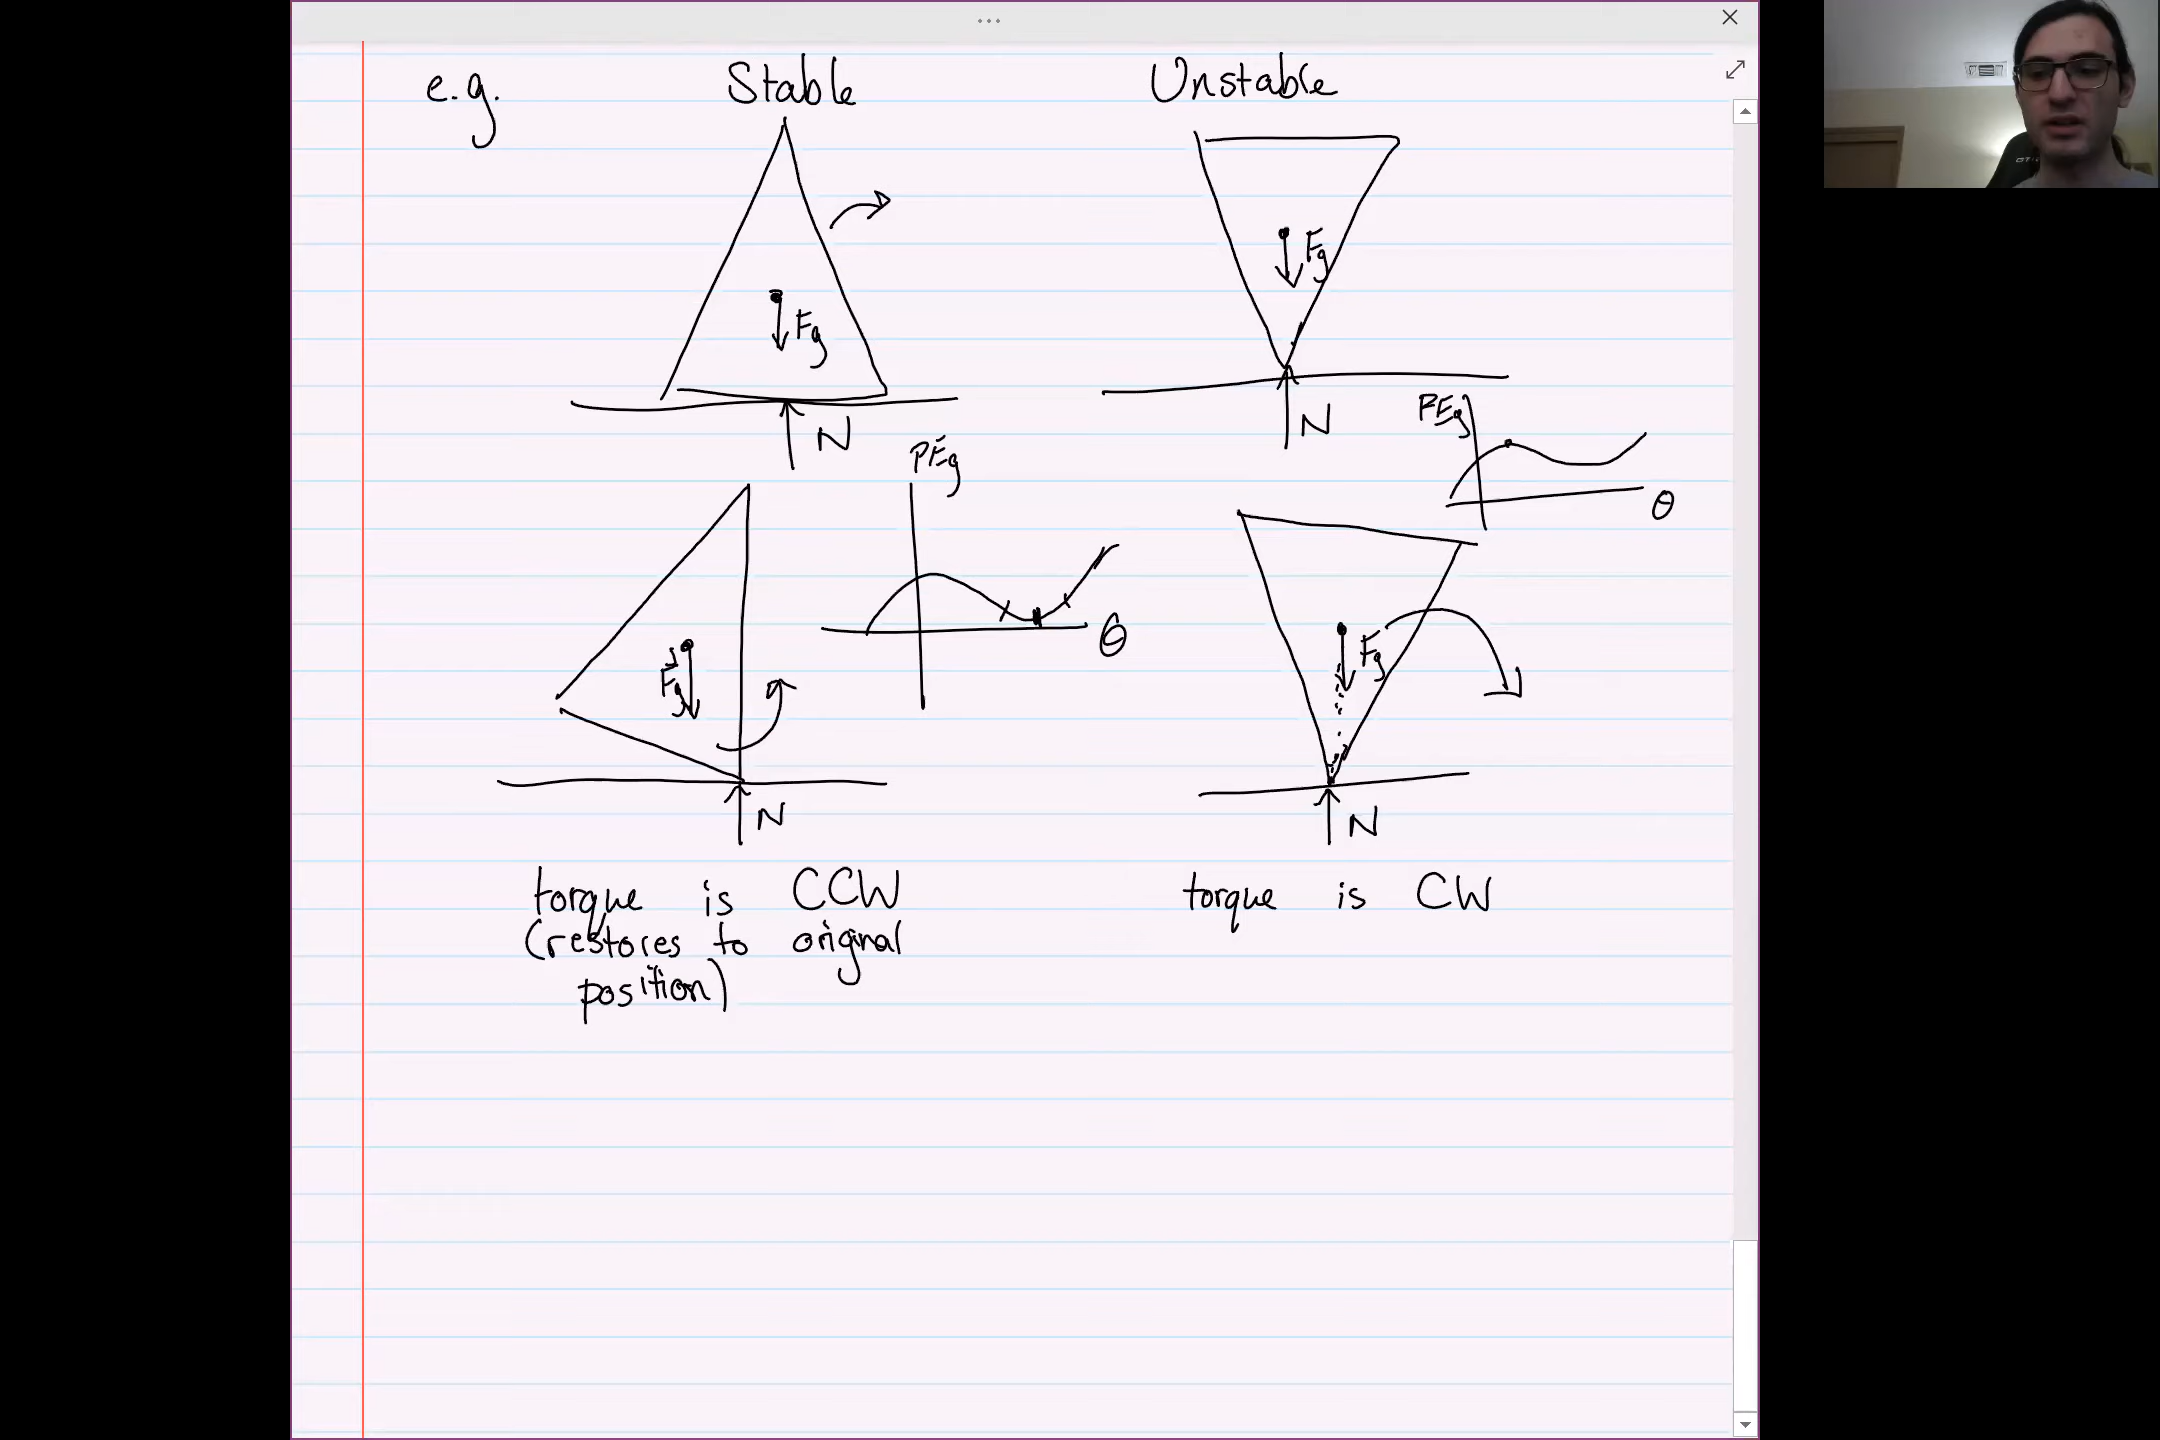 e.g. Stable Unstable
Fg
Fg
N
N
PEg
PEg
θ
Fg
θ
Fg
N
N
torque is CCW
(restores to original
position)
torque is CW